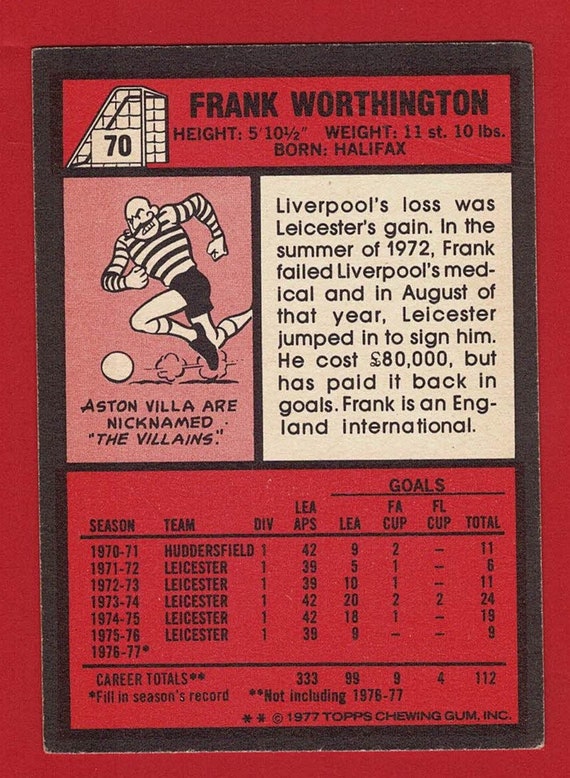 70
FRANK WORTHINGTON
HEIGHT: 5'10½" WEIGHT: 11 st. 10 lbs.
BORN: HALIFAX
ASTON VILLA ARE
NICKNAMED
"THE VILLAINS."
Liverpool's loss was
Leicester's gain. In the
summer of 1972, Frank
failed Liverpool's med-
ical and in August of
that year, Leicester
jumped in to sign him.
He cost £80,000, but
has paid it back in
goals. Frank is an Eng-
land international.
GOALS
SEASON TEAM DIV LEA APS LEA FA CUP FL CUP TOTAL
1970-71 HUDDERSFIELD 1 42 9 2 – 11
1971-72 LEICESTER 1 39 5 1 – 6
1972-73 LEICESTER 1 39 10 1 – 11
1973-74 LEICESTER 1 42 20 2 2 24
1974-75 LEICESTER 1 42 18 1 – 19
1975-76 LEICESTER 1 39 9 – – 9
1976-77*
CAREER TOTALS** 333 99 9 4 112
*Fill in season's record **Not including 1976-77
** © 1977 TOPPS CHEWING GUM, INC.